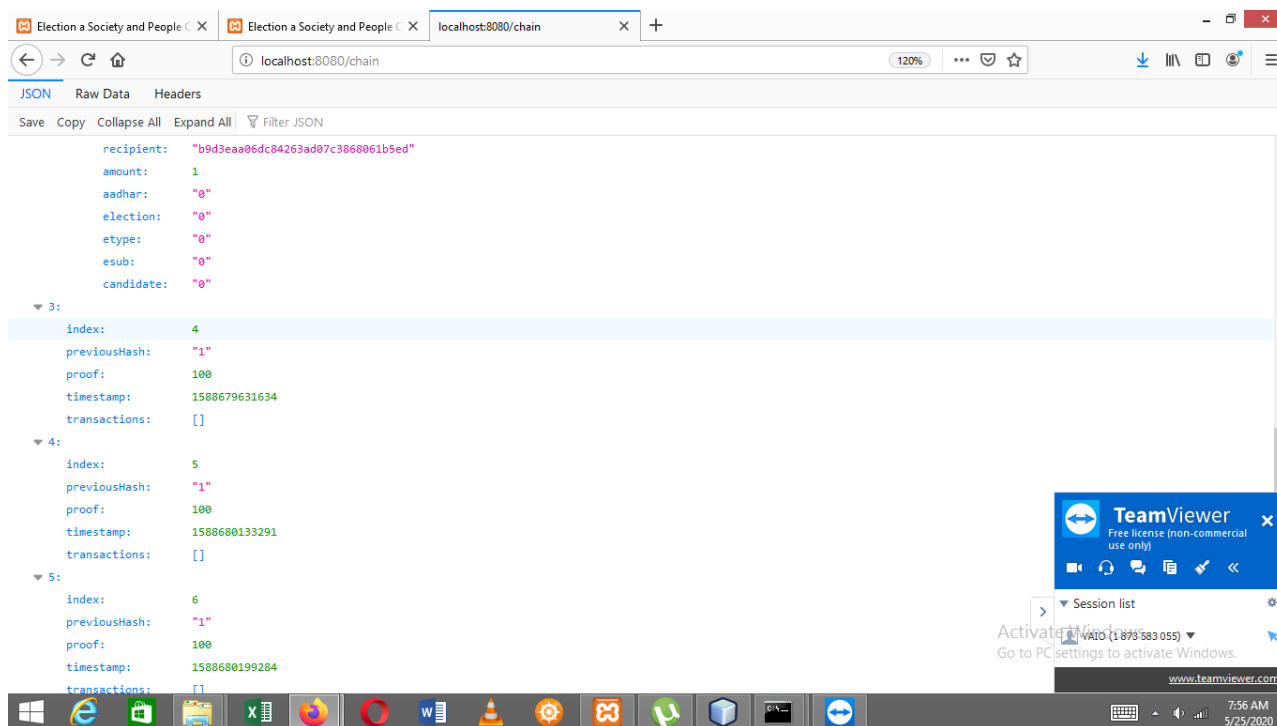 Election a Society and People C
Election a Society and People C
localhost:8080/chain
localhost:8080/chain
120%
JSON Raw Data Headers
Save Copy Collapse All Expand All Filter JSON
recipient: "b9d3eaa06dc84263ad07c3868061b5ed"
amount: 1
aadhar: "0"
election: "0"
etype: "0"
esub: "0"
candidate: "0"
3:
index: 4
previousHash: "1"
proof: 100
timestamp: 1588679631634
transactions: []
4:
index: 5
previousHash: "1"
proof: 100
timestamp: 1588680133291
transactions: []
5:
index: 6
previousHash: "1"
proof: 100
timestamp: 1588680199284
transactions: []
TeamViewer
Free license (non-commercial
use only)
Session list
Activate Windows
VAIO (1 873 583 055)
Go to PC settings to activate Windows.
www.teamviewer.com
7:56 AM
5/25/2020